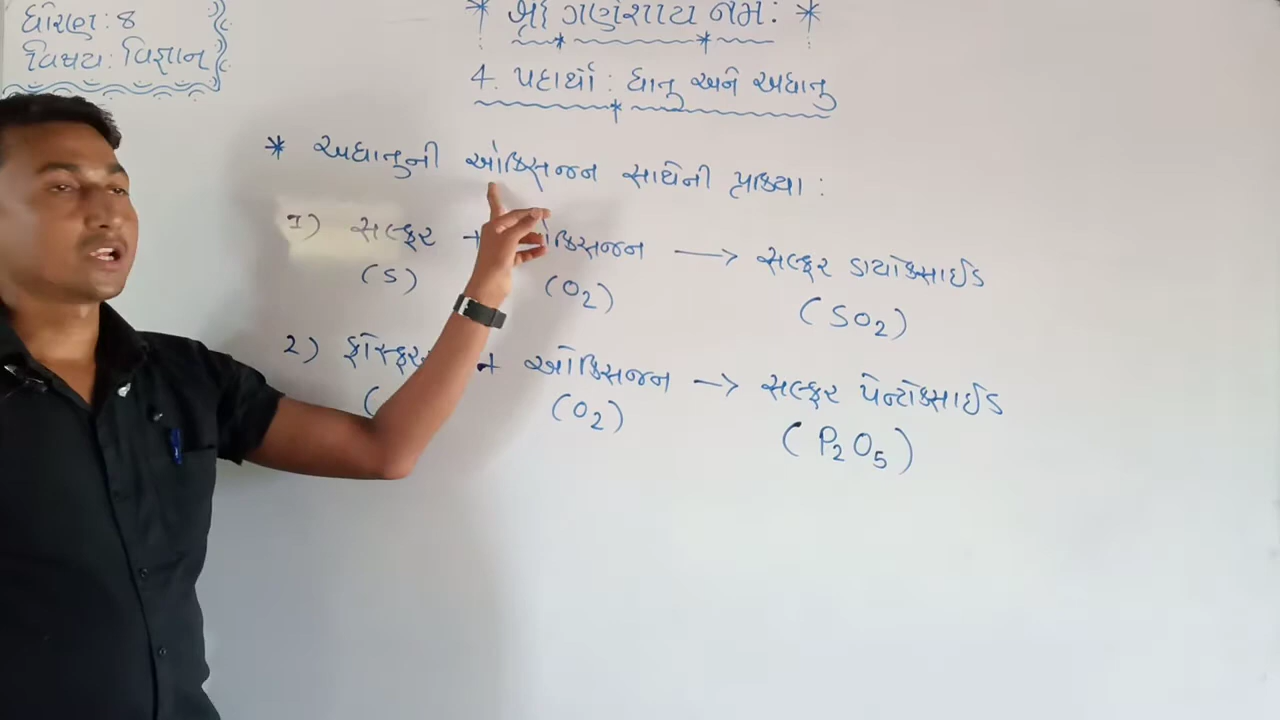 ધોરણ : ૪
વિષય : વિજ્ઞાન
* શ્રી ગણેશાય નમઃ *
4. પદાર્થો : ધાતુ અને અધાતુ
* અધાતુની ઓક્સિજન સાથેની પ્રક્રિયા :
1) સલ્ફર + ઓક્સિજન → સલ્ફર ડાયોક્સાઈડ
(S) (O2) (SO2)
2) ફોસ્ફરસ + ઓક્સિજન → સલ્ફર પેન્ટોક્સાઈડ
( (O2) (P2O5)